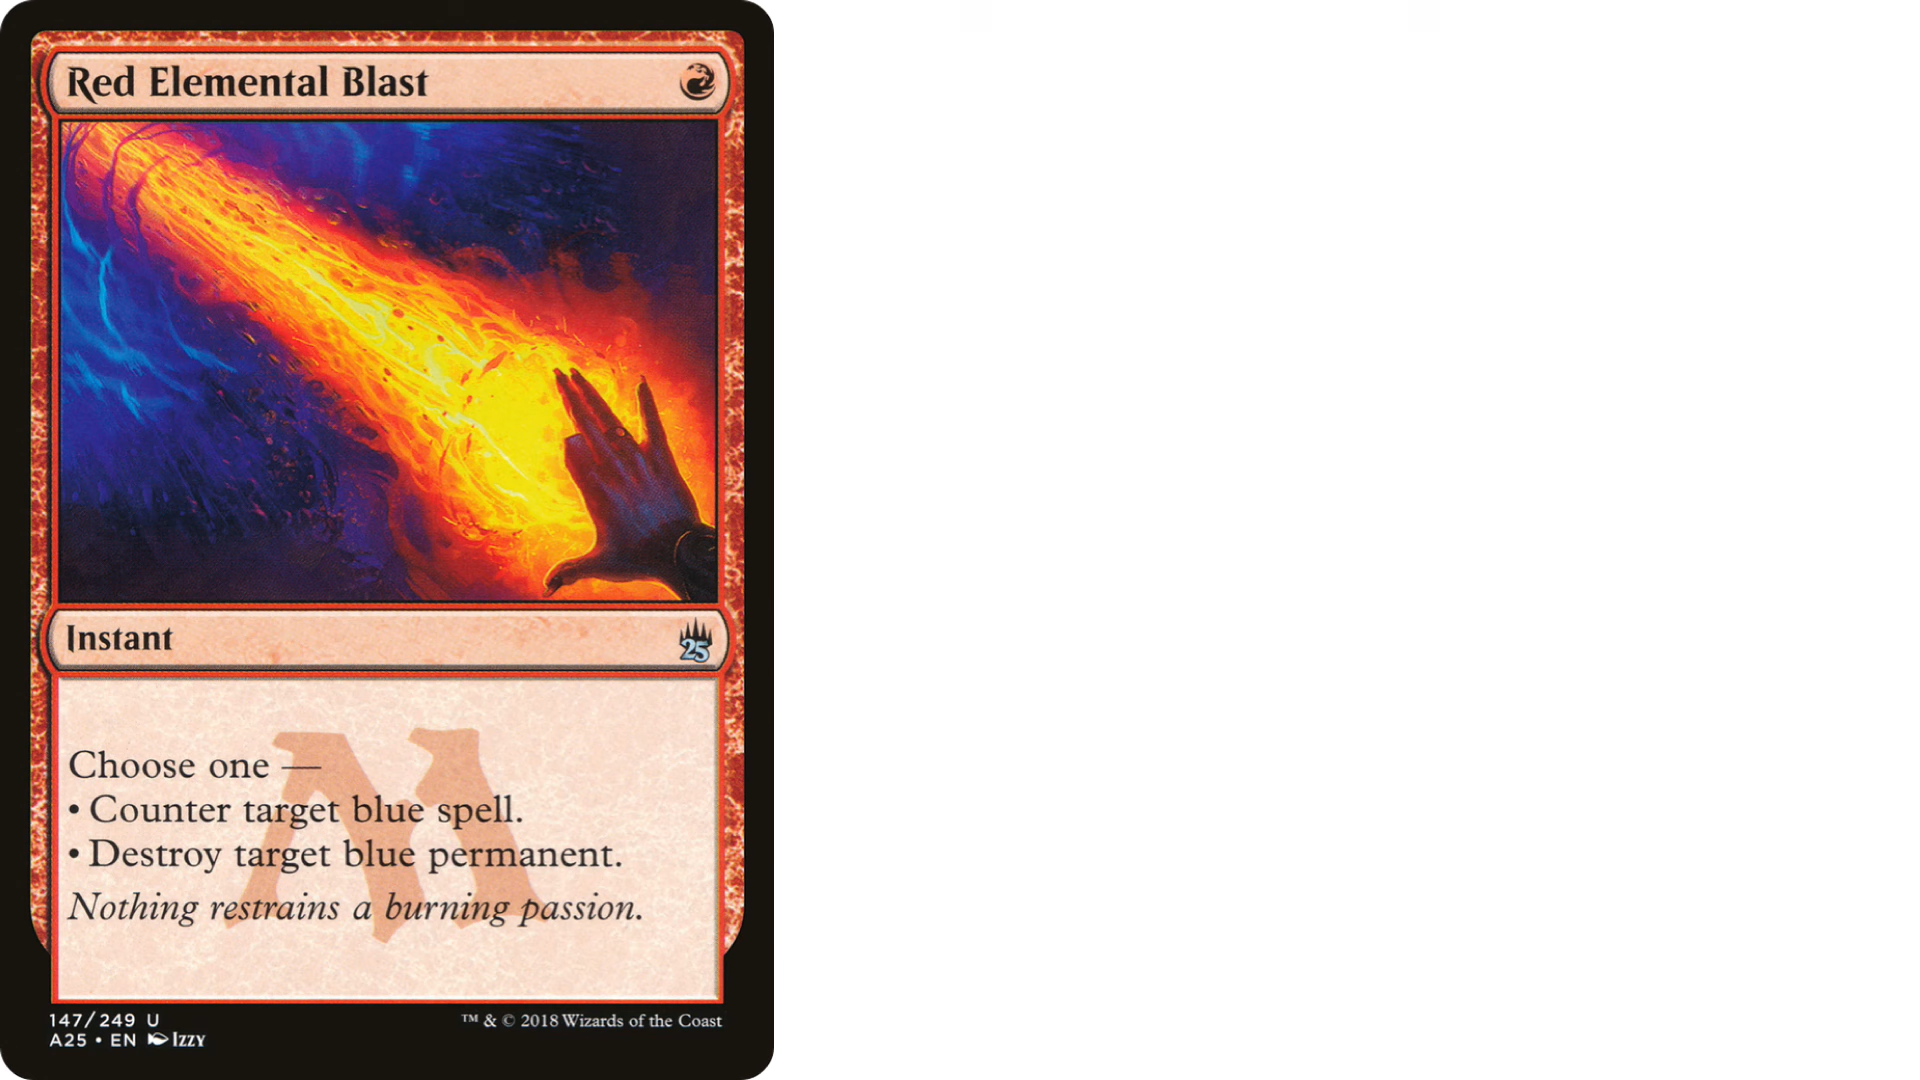 Red Elemental Blast
Instant
25
Choose one —
• Counter target blue spell.
• Destroy target blue permanent.
Nothing restrains a burning passion.
147/249 U
™ & © 2018 Wizards of the Coast
A25 • EN Izzy